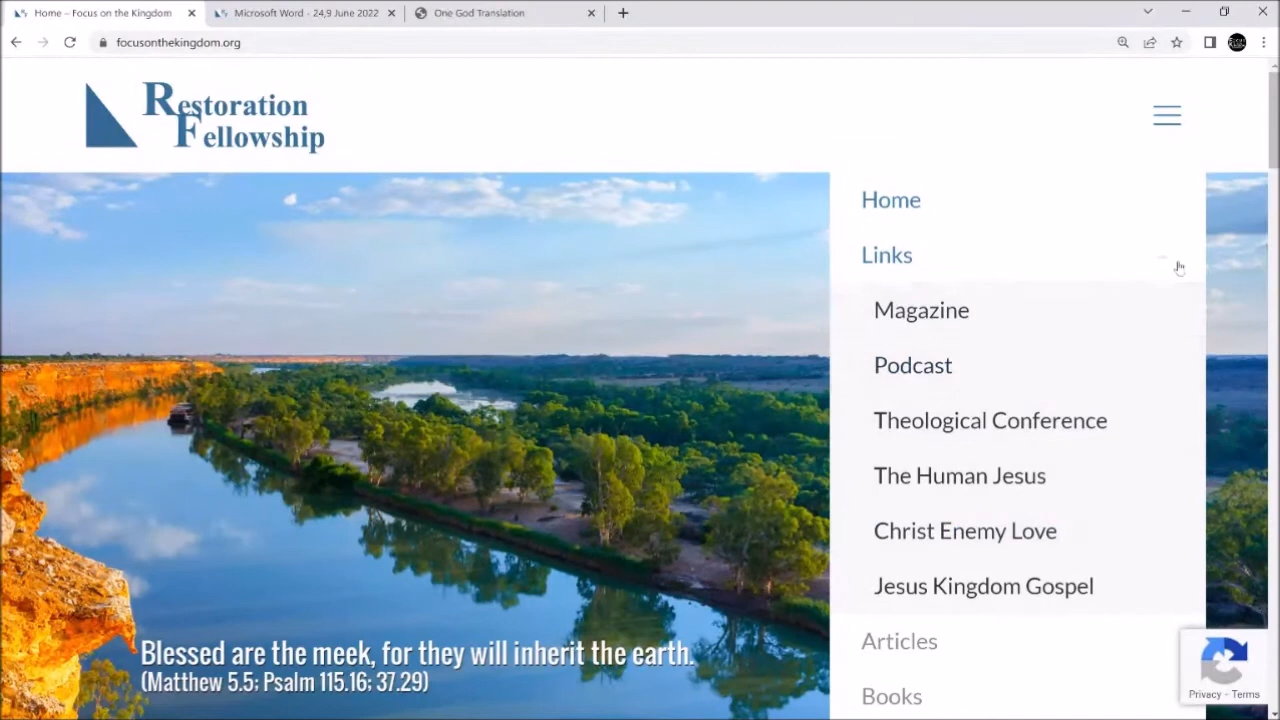 Home – Focus on the Kingdom
Microsoft Word - 24,9 June 2022
One God Translation
focusonthekingdom.org
Restoration
Fellowship
Home
Links
Magazine
Podcast
Theological Conference
The Human Jesus
Christ Enemy Love
Jesus Kingdom Gospel
Articles
Books
Blessed are the meek, for they will inherit the earth.
(Matthew 5.5; Psalm 115.16; 37.29)
Privacy - Terms